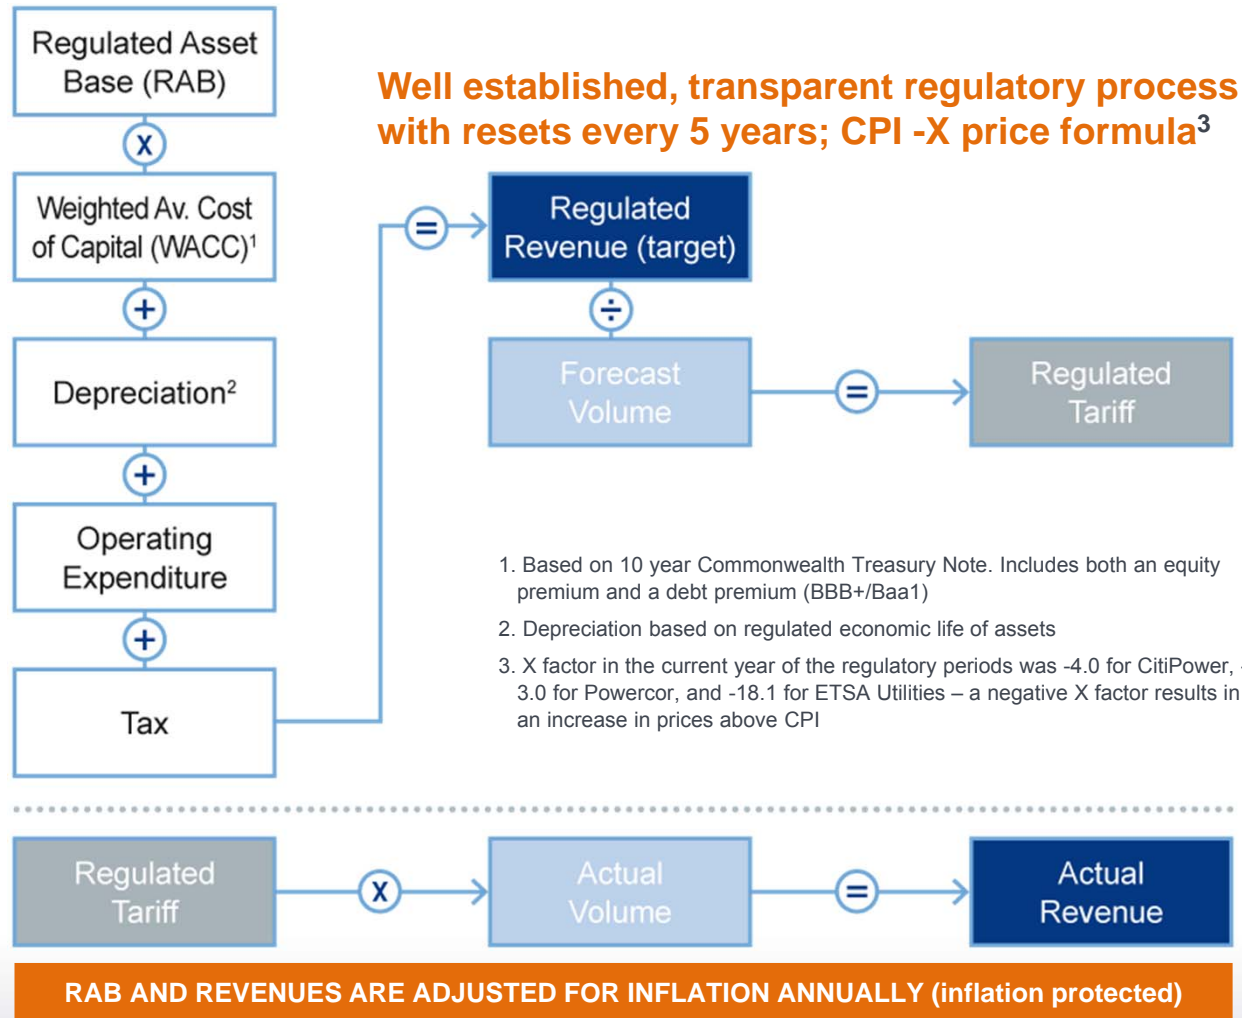 Regulated Asset
Base (RAB)
x
Weighted Av. Cost
of Capital (WACC)¹
+
Depreciation²
+
Operating
Expenditure
+
Tax
Well established, transparent regulatory process
with resets every 5 years; CPI -X price formula³
=
Regulated
Revenue (target)
÷
Forecast
Volume
=
Regulated
Tariff
1. Based on 10 year Commonwealth Treasury Note. Includes both an equity
premium and a debt premium (BBB+/Baa1)
2. Depreciation based on regulated economic life of assets
3. X factor in the current year of the regulatory periods was -4.0 for CitiPower, -
3.0 for Powercor, and -18.1 for ETSA Utilities – a negative X factor results in
an increase in prices above CPI
Regulated
Tariff
x
Actual
Volume
=
Actual
Revenue
RAB AND REVENUES ARE ADJUSTED FOR INFLATION ANNUALLY (inflation protected)